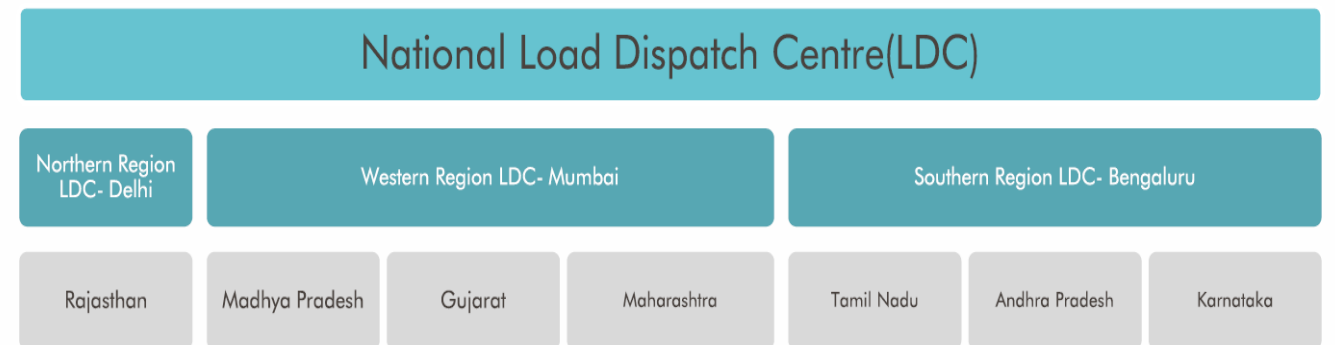 National Load Dispatch Centre(LDC)
Northern Region
LDC- Delhi
Western Region LDC- Mumbai
Southern Region LDC- Bengaluru
Rajasthan
Madhya Pradesh
Gujarat
Maharashtra
Tamil Nadu
Andhra Pradesh
Karnataka